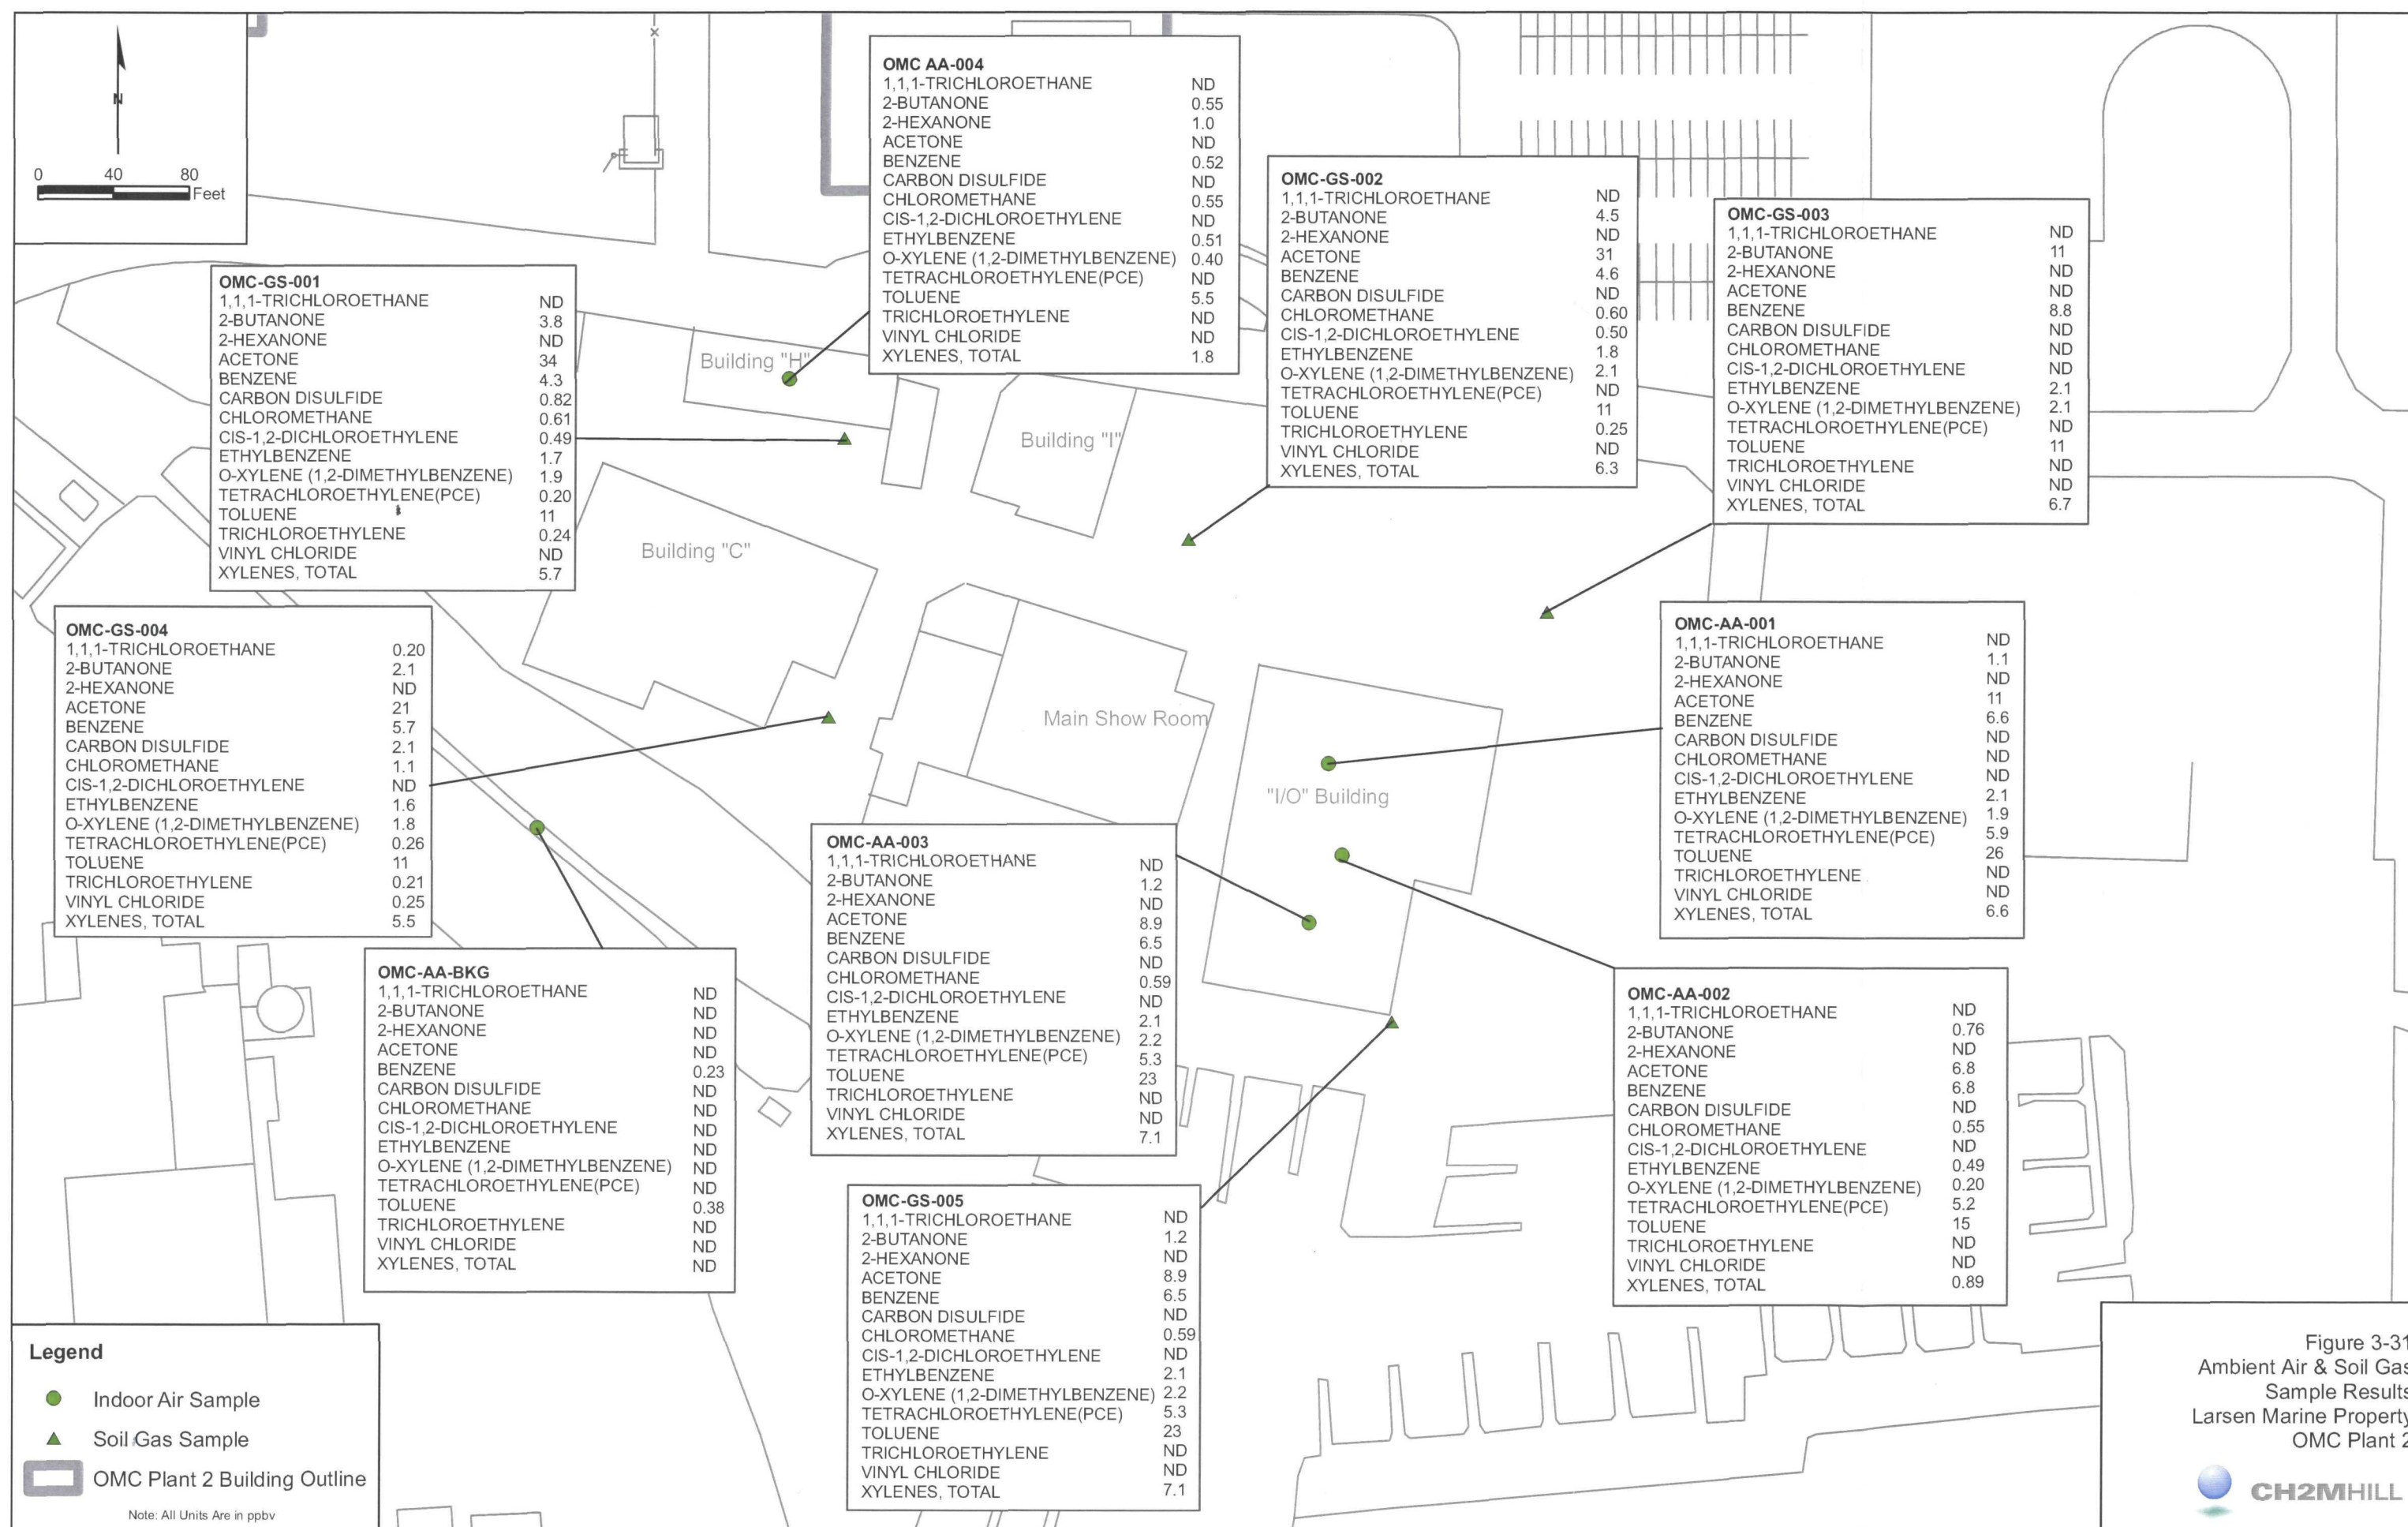 N
0 40 80
Feet
OMC AA-004
1,1,1-TRICHLOROETHANE ND
2-BUTANONE 0.55
2-HEXANONE 1.0
ACETONE ND
BENZENE 0.52
CARBON DISULFIDE ND
CHLOROMETHANE 0.55
CIS-1,2-DICHLOROETHYLENE ND
ETHYLBENZENE 0.51
O-XYLENE (1,2-DIMETHYLBENZENE) 0.40
TETRACHLOROETHYLENE(PCE) ND
TOLUENE 5.5
TRICHLOROETHYLENE ND
VINYL CHLORIDE ND
XYLENES, TOTAL 1.8
OMC-GS-002
1,1,1-TRICHLOROETHANE ND
2-BUTANONE 4.5
2-HEXANONE ND
ACETONE 31
BENZENE 4.6
CARBON DISULFIDE ND
CHLOROMETHANE 0.60
CIS-1,2-DICHLOROETHYLENE 0.50
ETHYLBENZENE 1.8
O-XYLENE (1,2-DIMETHYLBENZENE) 2.1
TETRACHLOROETHYLENE(PCE) ND
TOLUENE 11
TRICHLOROETHYLENE 0.25
VINYL CHLORIDE ND
XYLENES, TOTAL 6.3
OMC-GS-003
1,1,1-TRICHLOROETHANE ND
2-BUTANONE 11
2-HEXANONE ND
ACETONE ND
BENZENE 8.8
CARBON DISULFIDE ND
CHLOROMETHANE ND
CIS-1,2-DICHLOROETHYLENE ND
ETHYLBENZENE 2.1
O-XYLENE (1,2-DIMETHYLBENZENE) 2.1
TETRACHLOROETHYLENE(PCE) ND
TOLUENE 11
TRICHLOROETHYLENE ND
VINYL CHLORIDE ND
XYLENES, TOTAL 6.7
OMC-GS-001
1,1,1-TRICHLOROETHANE ND
2-BUTANONE 3.8
2-HEXANONE ND
ACETONE 34
BENZENE 4.3
CARBON DISULFIDE 0.82
CHLOROMETHANE 0.61
CIS-1,2-DICHLOROETHYLENE 0.49
ETHYLBENZENE 1.7
O-XYLENE (1,2-DIMETHYLBENZENE) 1.9
TETRACHLOROETHYLENE(PCE) 0.20
TOLUENE 11
TRICHLOROETHYLENE 0.24
VINYL CHLORIDE ND
XYLENES, TOTAL 5.7
Building "H"
Building "I"
Building "C"
Main Show Room
"I/O" Building
OMC-GS-004
1,1,1-TRICHLOROETHANE 0.20
2-BUTANONE 2.1
2-HEXANONE ND
ACETONE 21
BENZENE 5.7
CARBON DISULFIDE 2.1
CHLOROMETHANE 1.1
CIS-1,2-DICHLOROETHYLENE ND
ETHYLBENZENE 1.6
O-XYLENE (1,2-DIMETHYLBENZENE) 1.8
TETRACHLOROETHYLENE(PCE) 0.26
TOLUENE 11
TRICHLOROETHYLENE 0.21
VINYL CHLORIDE 0.25
XYLENES, TOTAL 5.5
OMC-AA-001
1,1,1-TRICHLOROETHANE ND
2-BUTANONE 1.1
2-HEXANONE ND
ACETONE 11
BENZENE 6.6
CARBON DISULFIDE ND
CHLOROMETHANE ND
CIS-1,2-DICHLOROETHYLENE ND
ETHYLBENZENE 2.1
O-XYLENE (1,2-DIMETHYLBENZENE) 1.9
TETRACHLOROETHYLENE(PCE) 5.9
TOLUENE 26
TRICHLOROETHYLENE ND
VINYL CHLORIDE ND
XYLENES, TOTAL 6.6
OMC-AA-003
1,1,1-TRICHLOROETHANE ND
2-BUTANONE 1.2
2-HEXANONE ND
ACETONE 8.9
BENZENE 6.5
CARBON DISULFIDE ND
CHLOROMETHANE 0.59
CIS-1,2-DICHLOROETHYLENE ND
ETHYLBENZENE 2.1
O-XYLENE (1,2-DIMETHYLBENZENE) 2.2
TETRACHLOROETHYLENE(PCE) 5.3
TOLUENE 23
TRICHLOROETHYLENE ND
VINYL CHLORIDE ND
XYLENES, TOTAL 7.1
OMC-AA-BKG
1,1,1-TRICHLOROETHANE ND
2-BUTANONE ND
2-HEXANONE ND
ACETONE ND
BENZENE 0.23
CARBON DISULFIDE ND
CHLOROMETHANE ND
CIS-1,2-DICHLOROETHYLENE ND
ETHYLBENZENE ND
O-XYLENE (1,2-DIMETHYLBENZENE) ND
TETRACHLOROETHYLENE(PCE) ND
TOLUENE 0.38
TRICHLOROETHYLENE ND
VINYL CHLORIDE ND
XYLENES, TOTAL ND
OMC-AA-002
1,1,1-TRICHLOROETHANE ND
2-BUTANONE 0.76
2-HEXANONE ND
ACETONE 6.8
BENZENE 6.8
CARBON DISULFIDE ND
CHLOROMETHANE 0.55
CIS-1,2-DICHLOROETHYLENE ND
ETHYLBENZENE 0.49
O-XYLENE (1,2-DIMETHYLBENZENE) 0.20
TETRACHLOROETHYLENE(PCE) 5.2
TOLUENE 15
TRICHLOROETHYLENE ND
VINYL CHLORIDE ND
XYLENES, TOTAL 0.89
OMC-GS-005
1,1,1-TRICHLOROETHANE ND
2-BUTANONE 1.2
2-HEXANONE ND
ACETONE 8.9
BENZENE 6.5
CARBON DISULFIDE ND
CHLOROMETHANE 0.59
CIS-1,2-DICHLOROETHYLENE ND
ETHYLBENZENE 2.1
O-XYLENE (1,2-DIMETHYLBENZENE) 2.2
TETRACHLOROETHYLENE(PCE) 5.3
TOLUENE 23
TRICHLOROETHYLENE ND
VINYL CHLORIDE ND
XYLENES, TOTAL 7.1
Legend
Indoor Air Sample
Soil Gas Sample
OMC Plant 2 Building Outline
Note: All Units Are in ppbv
Figure 3-31
Ambient Air & Soil Gas
Sample Results
Larsen Marine Property
OMC Plant 2
CH2MHILL